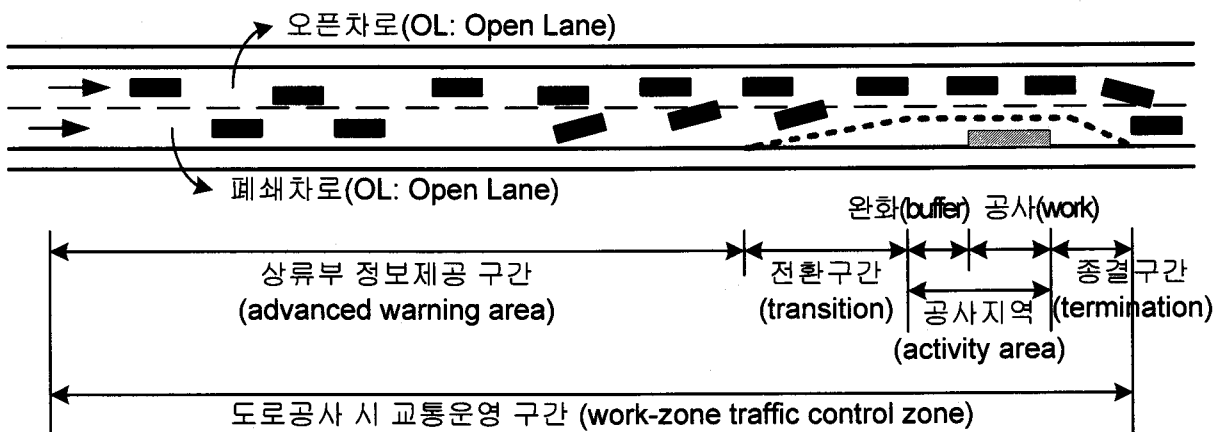 오픈차로(OL: Open Lane)
폐쇄차로(OL: Open Lane)
완화(buffer) 공사(work)
상류부 정보제공 구간
(advanced warning area)
전환구간
(transition)
공사지역
(activity area)
종결구간
(termination)
도로공사 시 교통운영 구간 (work-zone traffic control zone)